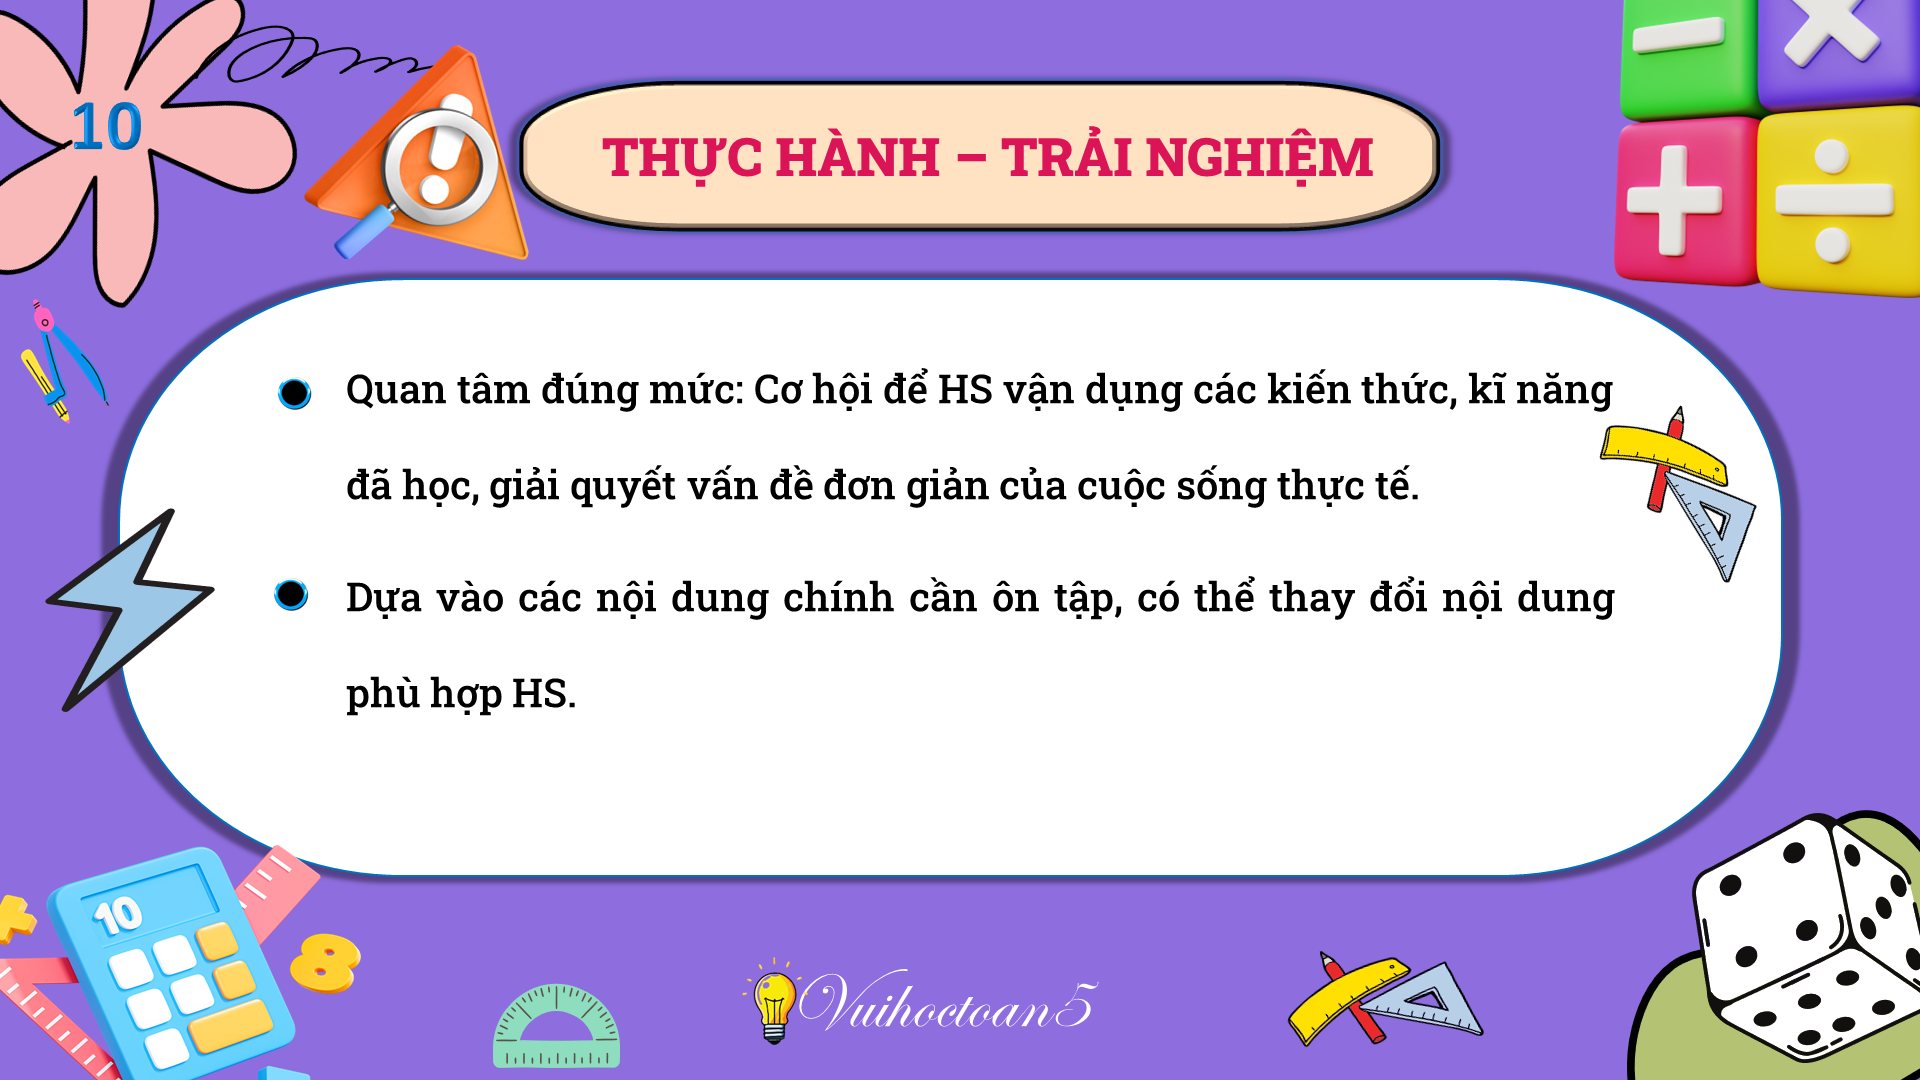 10
THỰC HÀNH – TRẢI NGHIỆM
Quan tâm đúng mức: Cơ hội để HS vận dụng các kiến thức, kĩ năng
đã học, giải quyết vấn đề đơn giản của cuộc sống thực tế.
Dựa vào các nội dung chính cần ôn tập, có thể thay đổi nội dung
phù hợp HS.
10
8
Vuihoctoan5